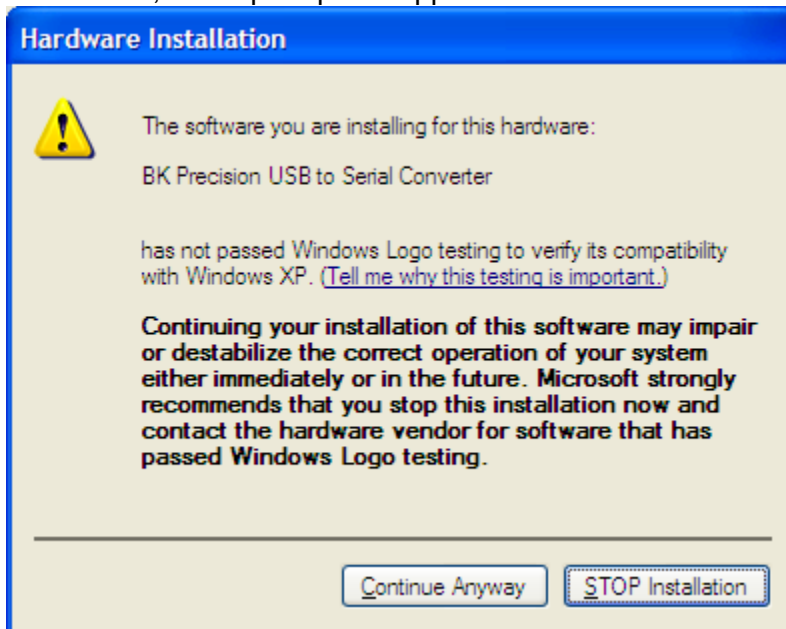 Hardware Installation
The software you are installing for this hardware:
BK Precision USB to Serial Converter
has not passed Windows Logo testing to verify its compatibility
with Windows XP. (Tell me why this testing is important.)
Continuing your installation of this software may impair
or destabilize the correct operation of your system
either immediately or in the future. Microsoft strongly
recommends that you stop this installation now and
contact the hardware vendor for software that has
passed Windows Logo testing.
Continue Anyway STOP Installation